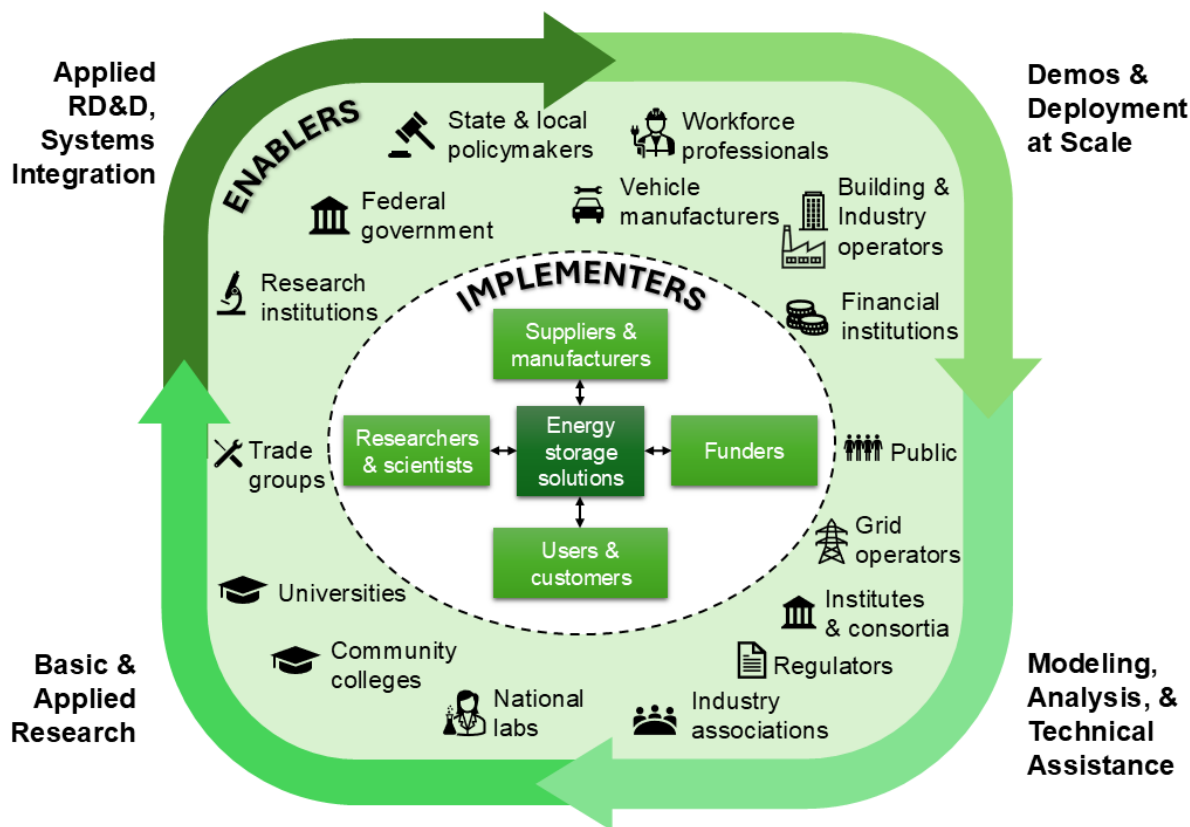 Applied
RD&D,
Systems
Integration
Demos &
Deployment
at Scale
ENABLERS
State & local
policymakers
Workforce
professionals
Federal
government
Vehicle
manufacturers
Building &
Industry
operators
Research
institutions
IMPLEMENTERS
Financial
institutions
Suppliers &
manufacturers
Trade
groups
Researchers
& scientists
Energy
storage
solutions
Funders
Public
Users &
customers
Grid
operators
Universities
Institutes
& consortia
Community
colleges
Regulators
National
labs
Industry
associations
Basic &
Applied
Research
Modeling,
Analysis, &
Technical
Assistance